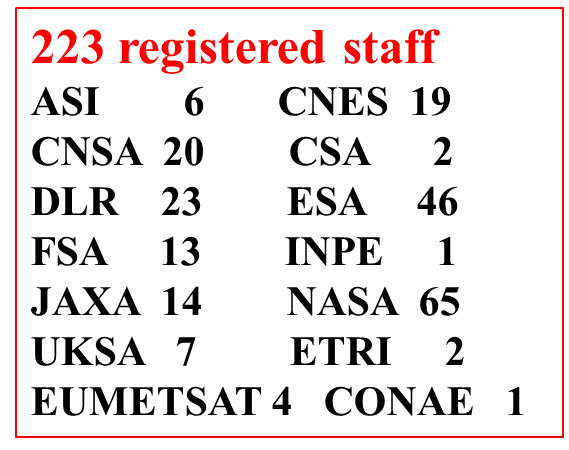 223 registered staff
ASI 6 CNES 19
CNSA 20 CSA 2
DLR 23 ESA 46
FSA 13 INPE 1
JAXA 14 NASA 65
UKSA 7 ETRI 2
EUMETSAT 4 CONAE 1